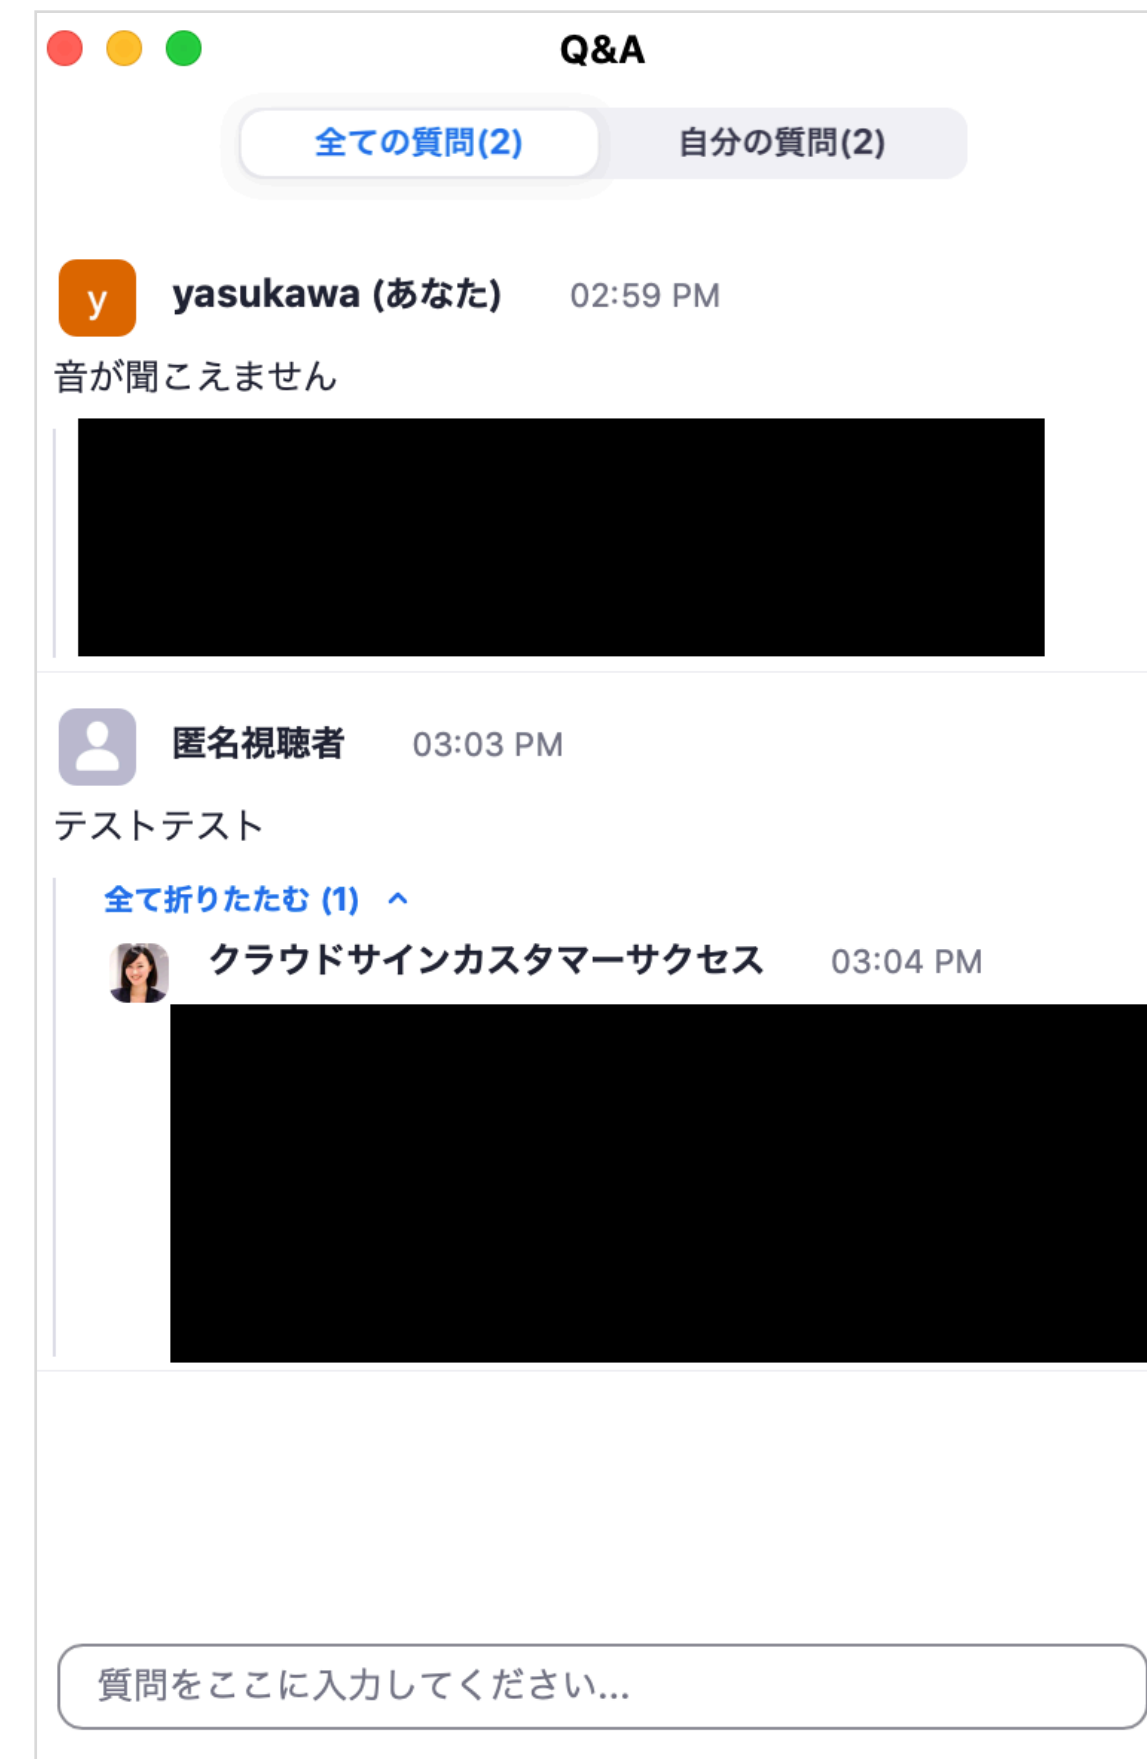 Q&A
全ての質問(2) 自分の質問(2)
y yasukawa (あなた) 02:59 PM
音が聞こえません
匿名視聴者 03:03 PM
テストテスト
全て折りたたむ (1)
クラウドサインカスタマーサクセス 03:04 PM
質問をここに入力してください...